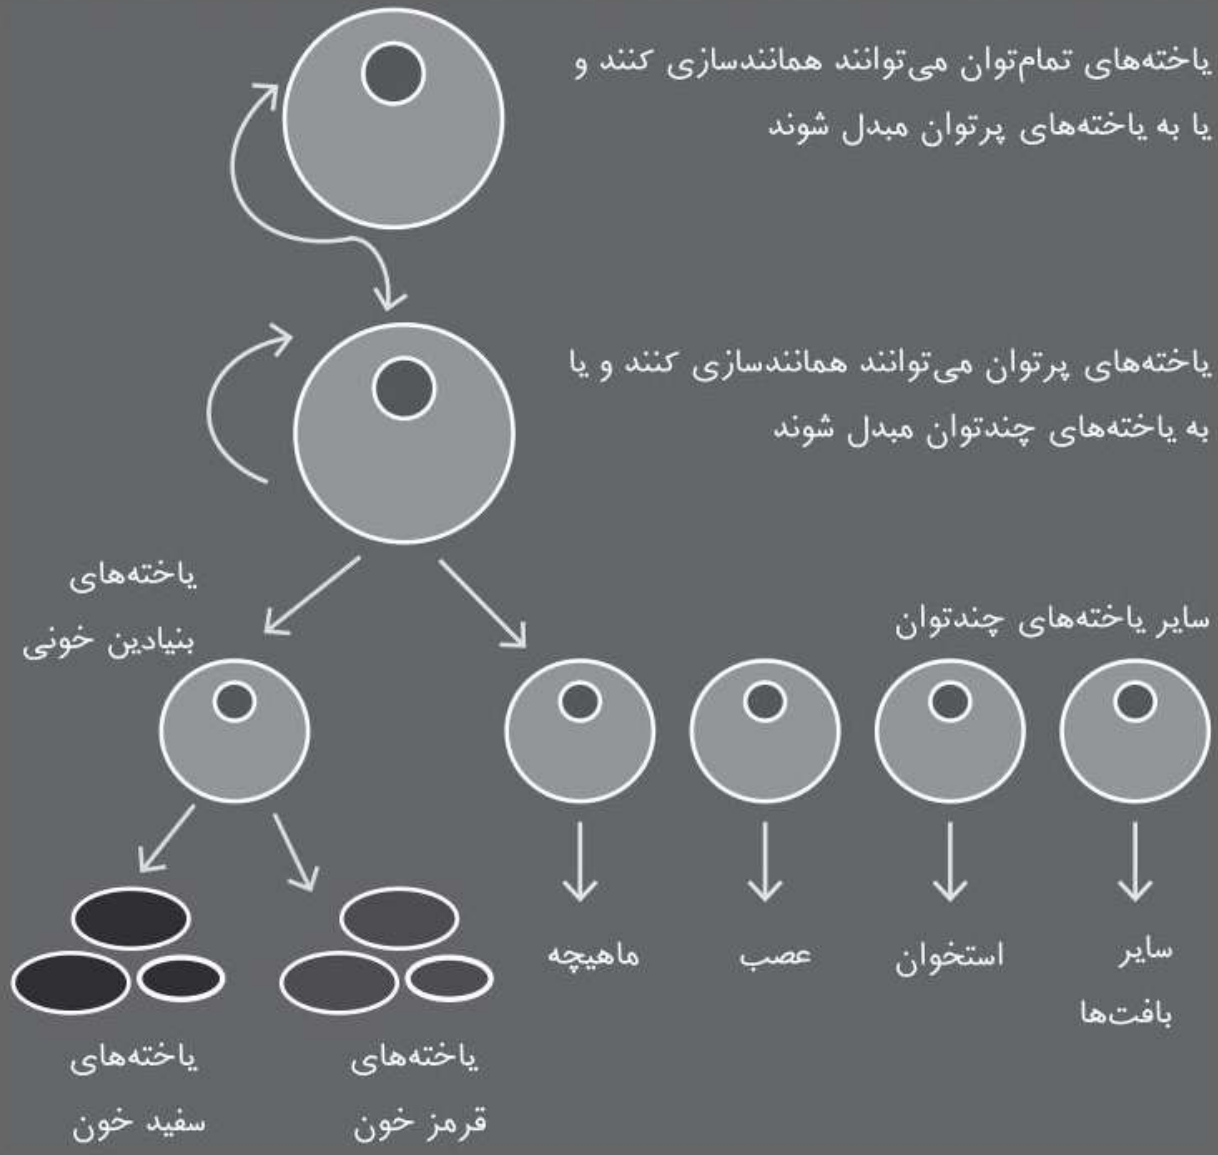 یاخته‌های تمام‌توان می‌توانند همانندسازی کنند و
یا به یاخته‌های پرتوان مبدل شوند
یاخته‌های پرتوان می‌توانند همانندسازی کنند و یا
به یاخته‌های چندتوان مبدل شوند
یاخته‌های
بنیادین خونی
سایر یاخته‌های چندتوان
سایر
بافت‌ها
استخوان
عصب
ماهیچه
یاخته‌های
قرمز خون
یاخته‌های
سفید خون